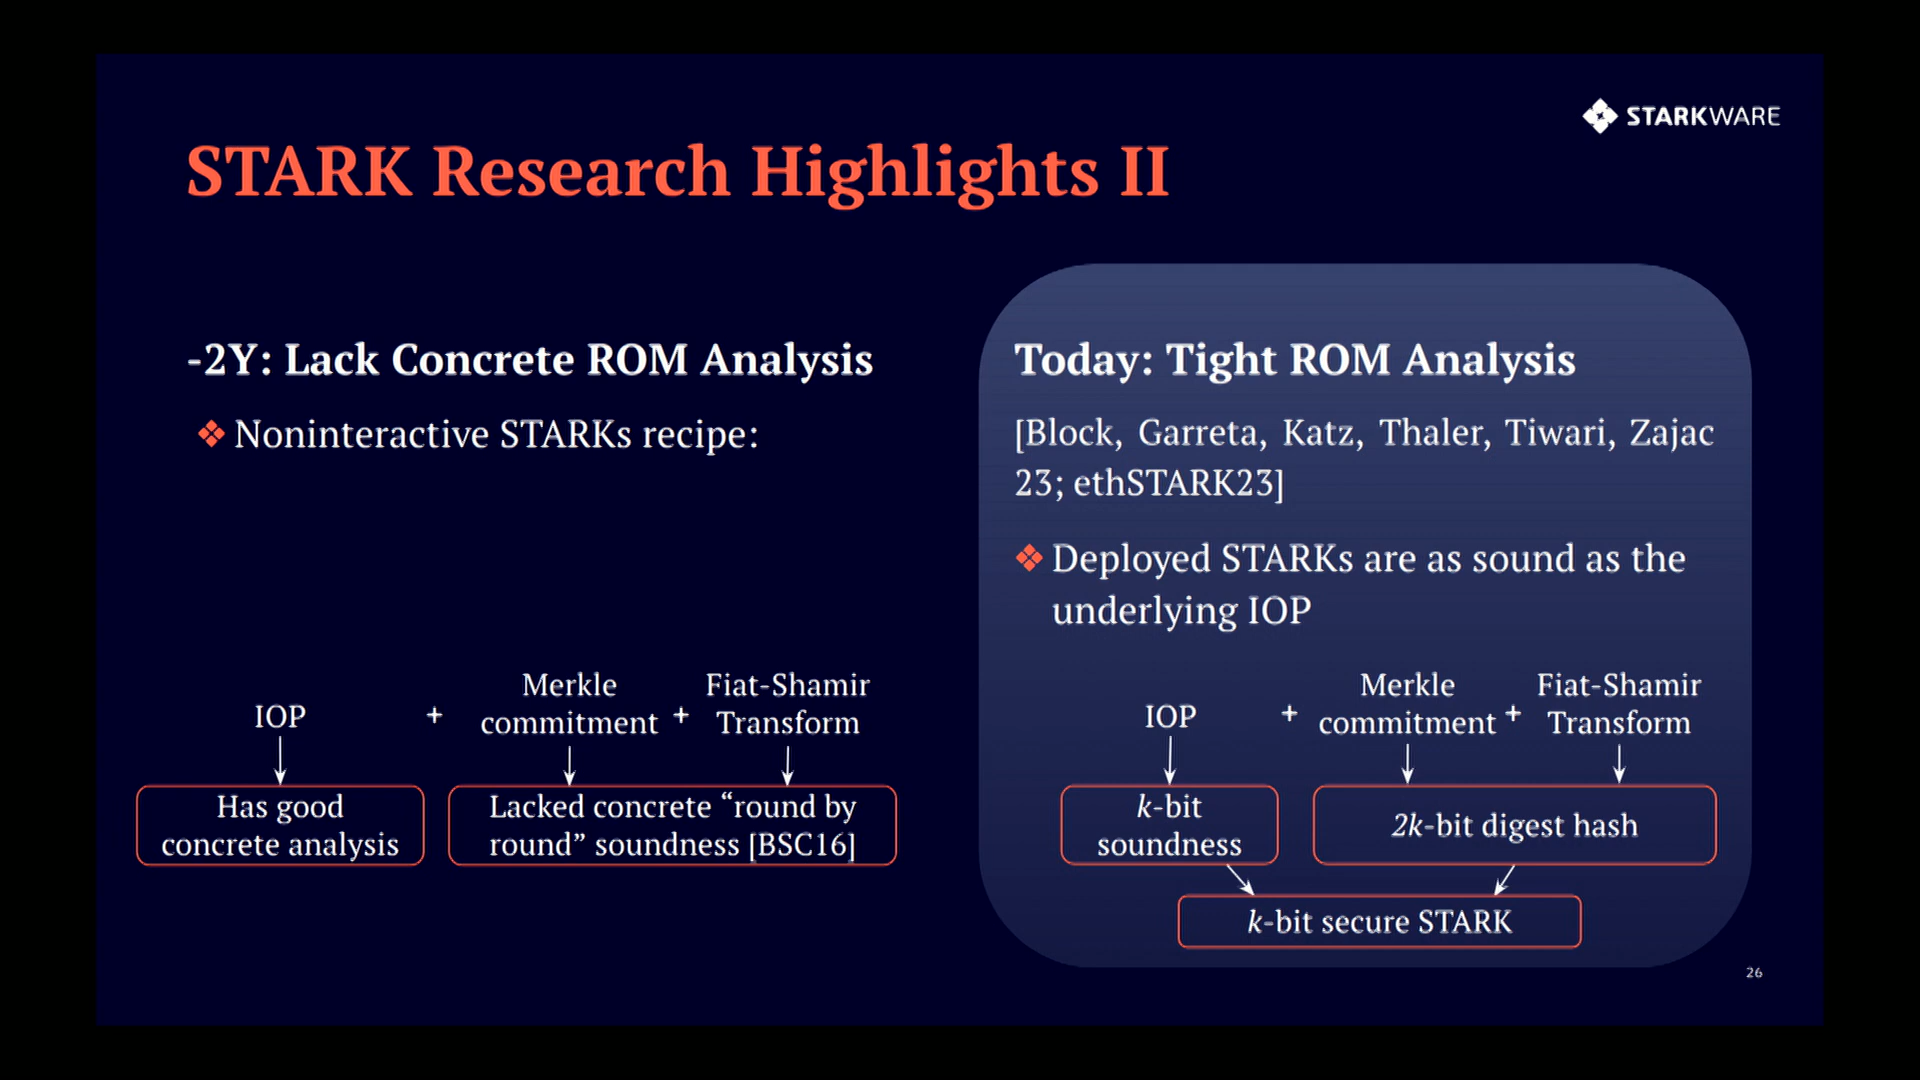 STARKWARE
STARK Research Highlights II
-2Y: Lack Concrete ROM Analysis
Noninteractive STARKs recipe:
IOP
+
Merkle
commitment
+
Fiat-Shamir
Transform
Has good
concrete analysis
Lacked concrete “round by
round” soundness [BSC16]
Today: Tight ROM Analysis
[Block, Garreta, Katz, Thaler, Tiwari, Zajac
23; ethSTARK23]
Deployed STARKs are as sound as the
underlying IOP
IOP
+
Merkle
commitment
+
Fiat-Shamir
Transform
k-bit
soundness
2k-bit digest hash
k-bit secure STARK
26